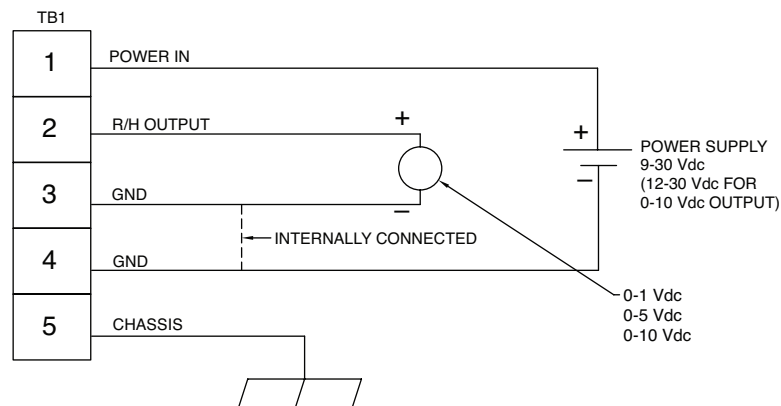 TB1
1 POWER IN
2 R/H OUTPUT
3 GND
4 GND
5 CHASSIS
+
–
INTERNALLY CONNECTED
+
–
POWER SUPPLY
9-30 Vdc
(12-30 Vdc FOR
0-10 Vdc OUTPUT)
0-1 Vdc
0-5 Vdc
0-10 Vdc